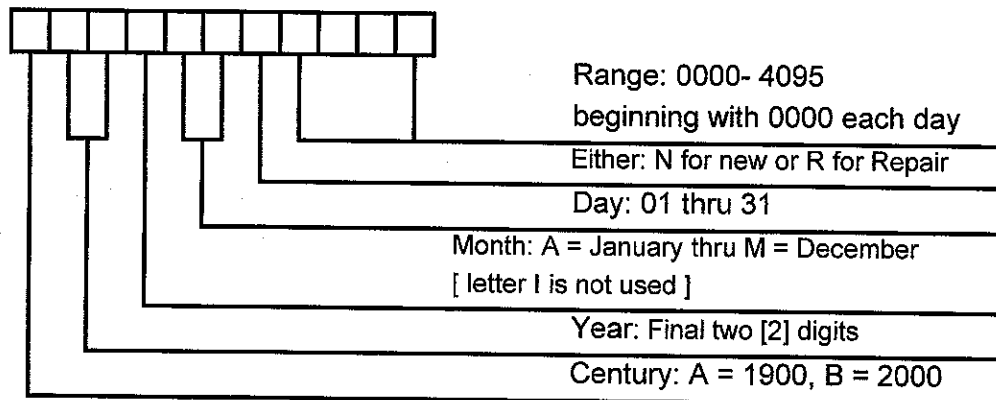 Range: 0000- 4095
beginning with 0000 each day
Either: N for new or R for Repair
Day: 01 thru 31
Month: A = January thru M = December
[ letter I is not used ]
Year: Final two [2] digits
Century: A = 1900, B = 2000